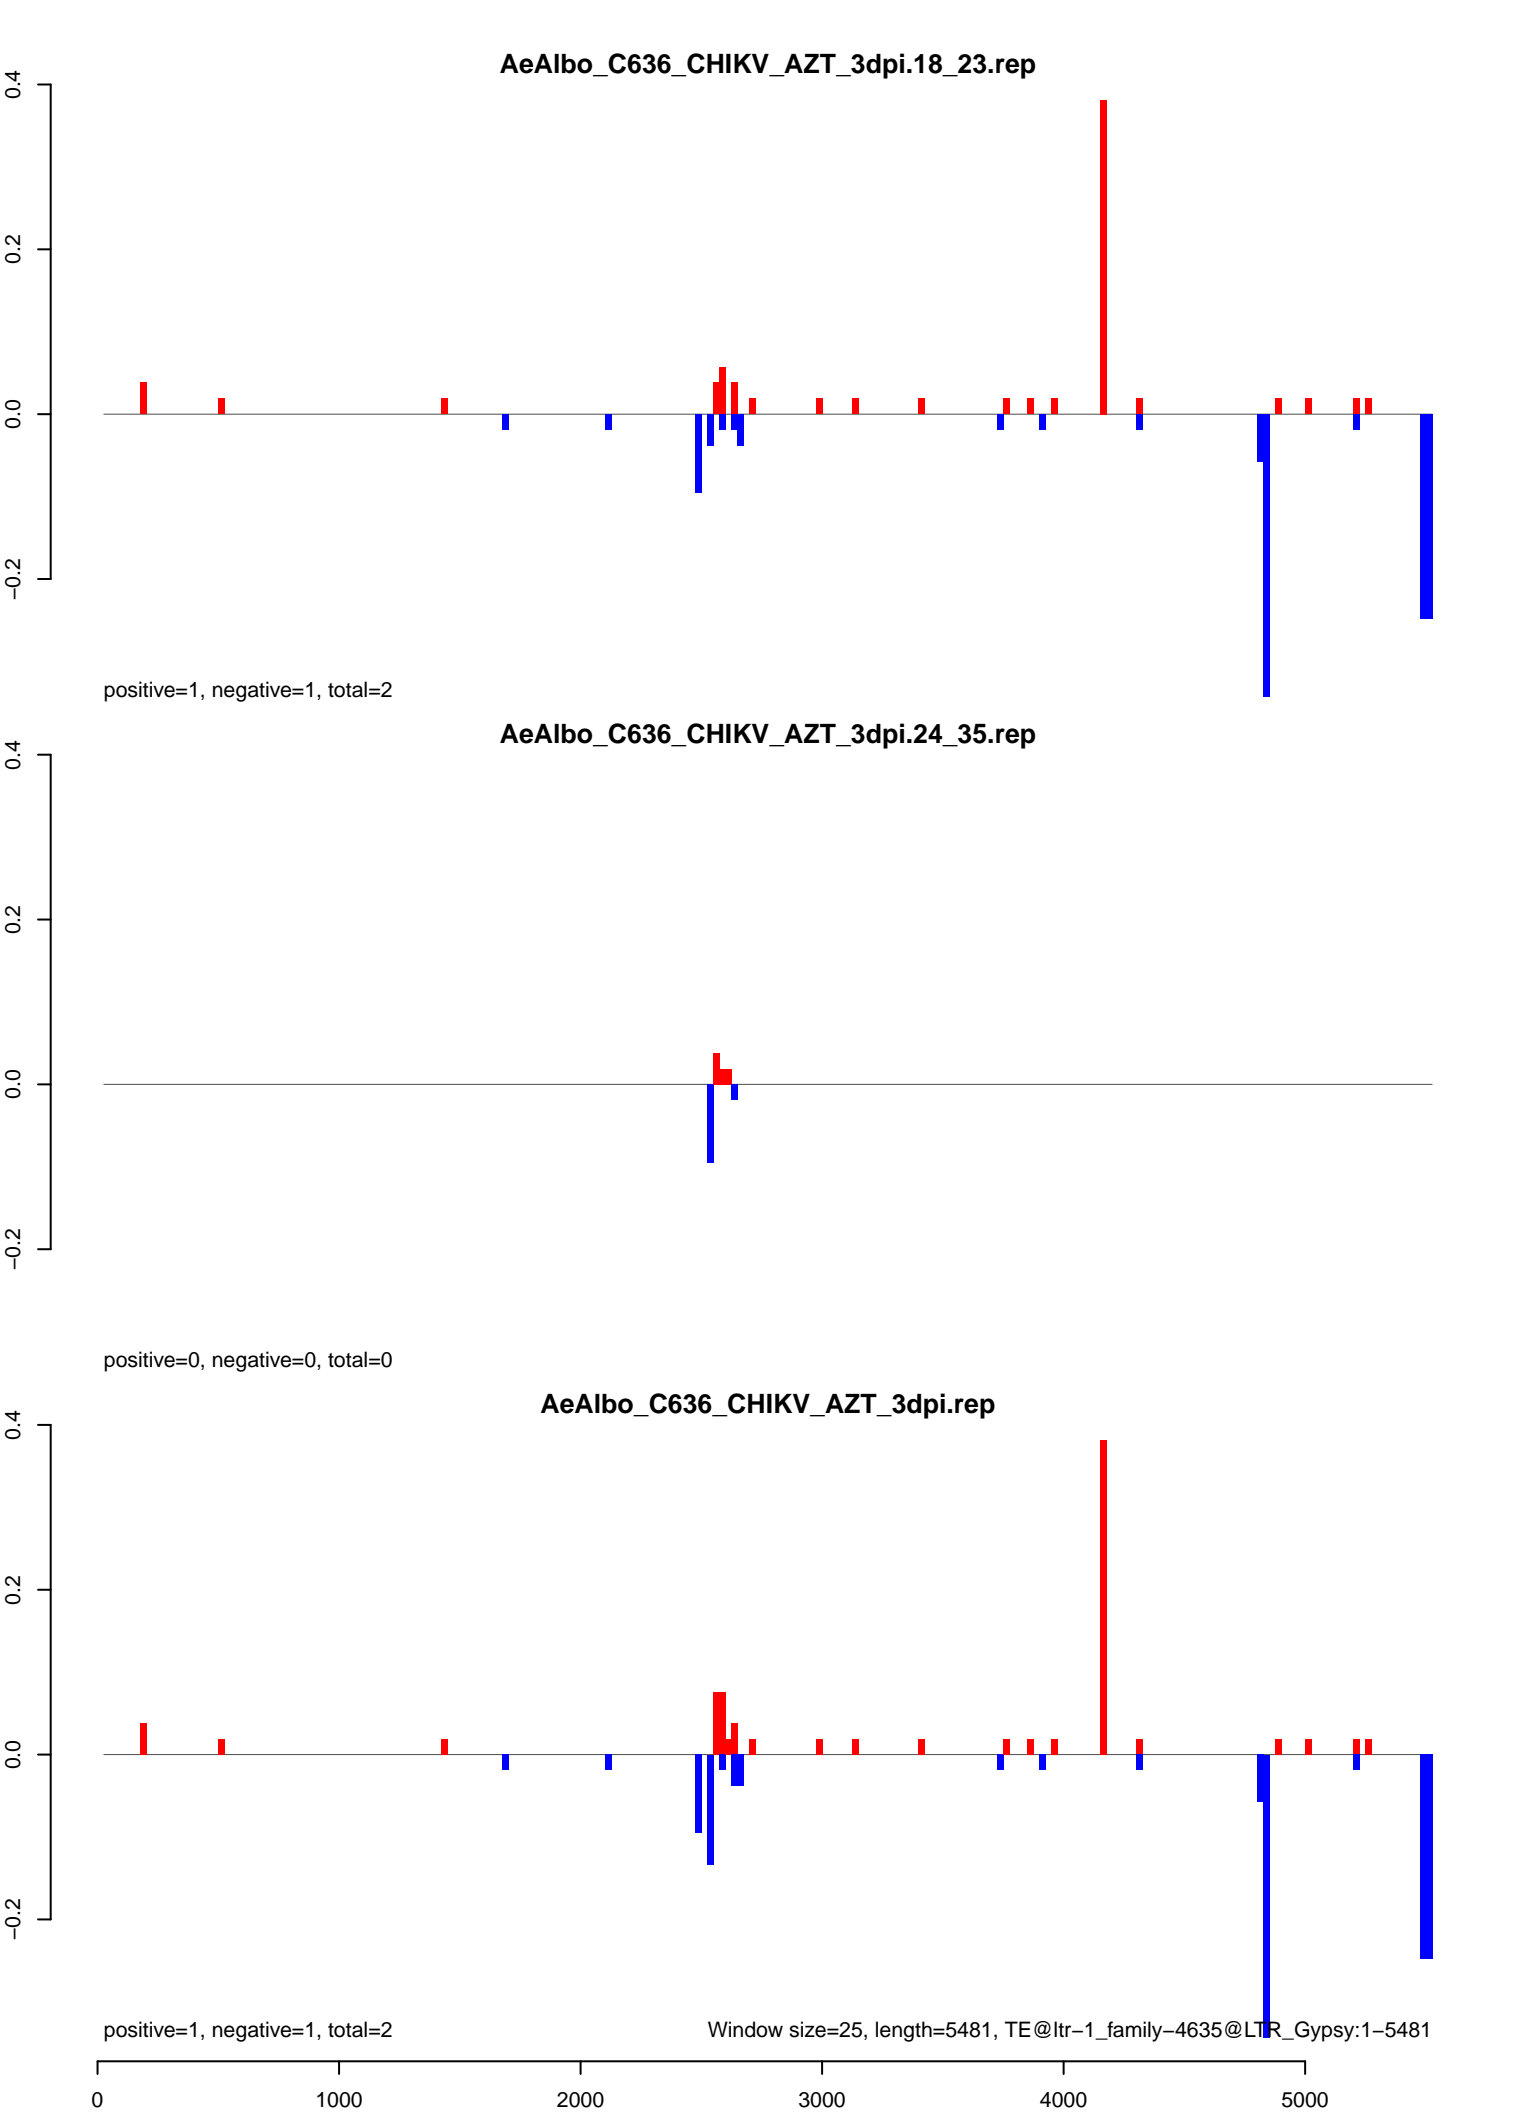 AeAlbo_C636_CHIKV_AZT_3dpi.18_23.rep
0.4
0.2
0.0
−0.2
positive=1, negative=1, total=2
AeAlbo_C636_CHIKV_AZT_3dpi.24_35.rep
0.4
0.2
0.0
−0.2
positive=0, negative=0, total=0
AeAlbo_C636_CHIKV_AZT_3dpi.rep
0.4
0.2
0.0
−0.2
positive=1, negative=1, total=2
Window size=25, length=5481, TE@ltr−1_family−4635@LTR_Gypsy:1−5481
0 1000 2000 3000 4000 5000